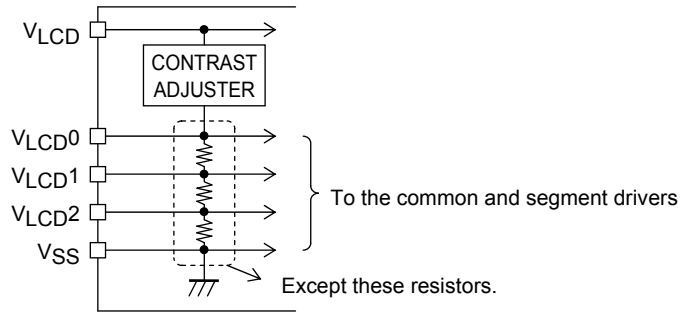 VLCD
CONTRAST
ADJUSTER
VLCD0
VLCD1
VLCD2
VSS
To the common and segment drivers
Except these resistors.